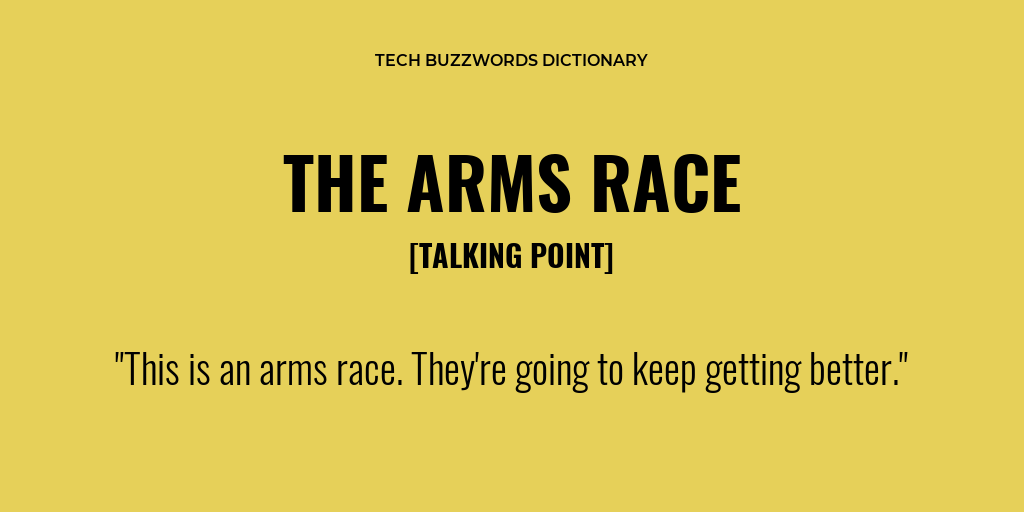 TECH BUZZWORDS DICTIONARY
THE ARMS RACE
[TALKING POINT]
"This is an arms race. They're going to keep getting better."